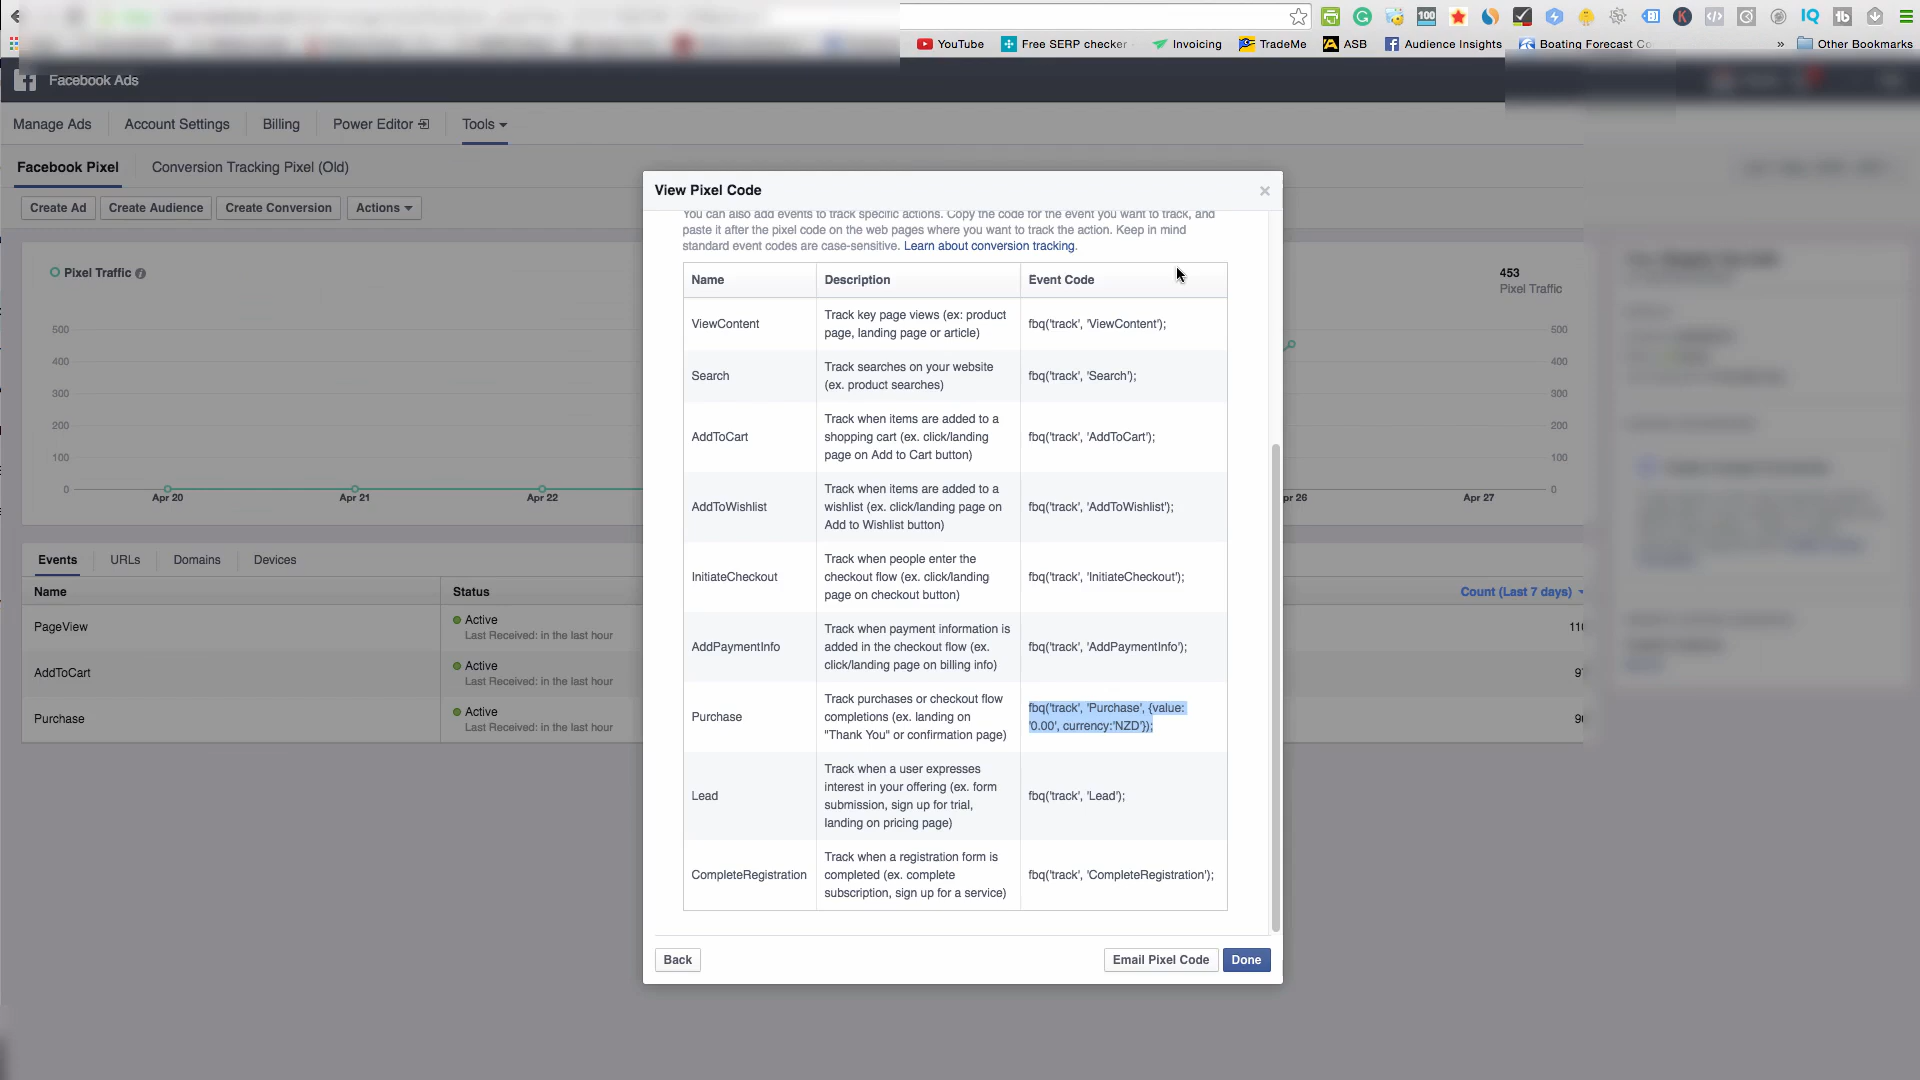 YouTube
Free SERP checker
Invoicing
TradeMe
ASB
Audience Insights
Boating Forecast Co
»
Other Bookmarks
Facebook Ads
Manage Ads
Account Settings
Billing
Power Editor
Tools
Facebook Pixel
Conversion Tracking Pixel (Old)
Create Ad
Create Audience
Create Conversion
Actions
Pixel Traffic
500
400
300
200
100
0
Apr 20
Apr 21
Apr 22
453
Pixel Traffic
500
400
300
200
100
0
pr 26
Apr 27
Events
URLs
Domains
Devices
Name
Status
Count (Last 7 days)
PageView
Active
Last Received: in the last hour
AddToCart
Active
Last Received: in the last hour
Purchase
Active
Last Received: in the last hour
View Pixel Code
×
You can also add events to track specific actions. Copy the code for the event you want to track, and
paste it after the pixel code on the web pages where you want to track the action. Keep in mind
standard event codes are case-sensitive. Learn about conversion tracking.
Name
Description
Event Code
ViewContent
Track key page views (ex: product
page, landing page or article)
fbq('track', 'ViewContent');
Search
Track searches on your website
(ex. product searches)
fbq('track', 'Search');
AddToCart
Track when items are added to a
shopping cart (ex. click/landing
page on Add to Cart button)
fbq('track', 'AddToCart');
AddToWishlist
Track when items are added to a
wishlist (ex. click/landing page on
Add to Wishlist button)
fbq('track', 'AddToWishlist');
InitiateCheckout
Track when people enter the
checkout flow (ex. click/landing
page on checkout button)
fbq('track', 'InitiateCheckout');
AddPaymentInfo
Track when payment information is
added in the checkout flow (ex.
click/landing page on billing info)
fbq('track', 'AddPaymentInfo');
Purchase
Track purchases or checkout flow
completions (ex. landing on
"Thank You" or confirmation page)
fbq('track', 'Purchase', {value:
'0.00', currency:'NZD'});
Lead
Track when a user expresses
interest in your offering (ex. form
submission, sign up for trial,
landing on pricing page)
fbq('track', 'Lead');
CompleteRegistration
Track when a registration form is
completed (ex. complete
subscription, sign up for a service)
fbq('track', 'CompleteRegistration');
Back
Email Pixel Code
Done